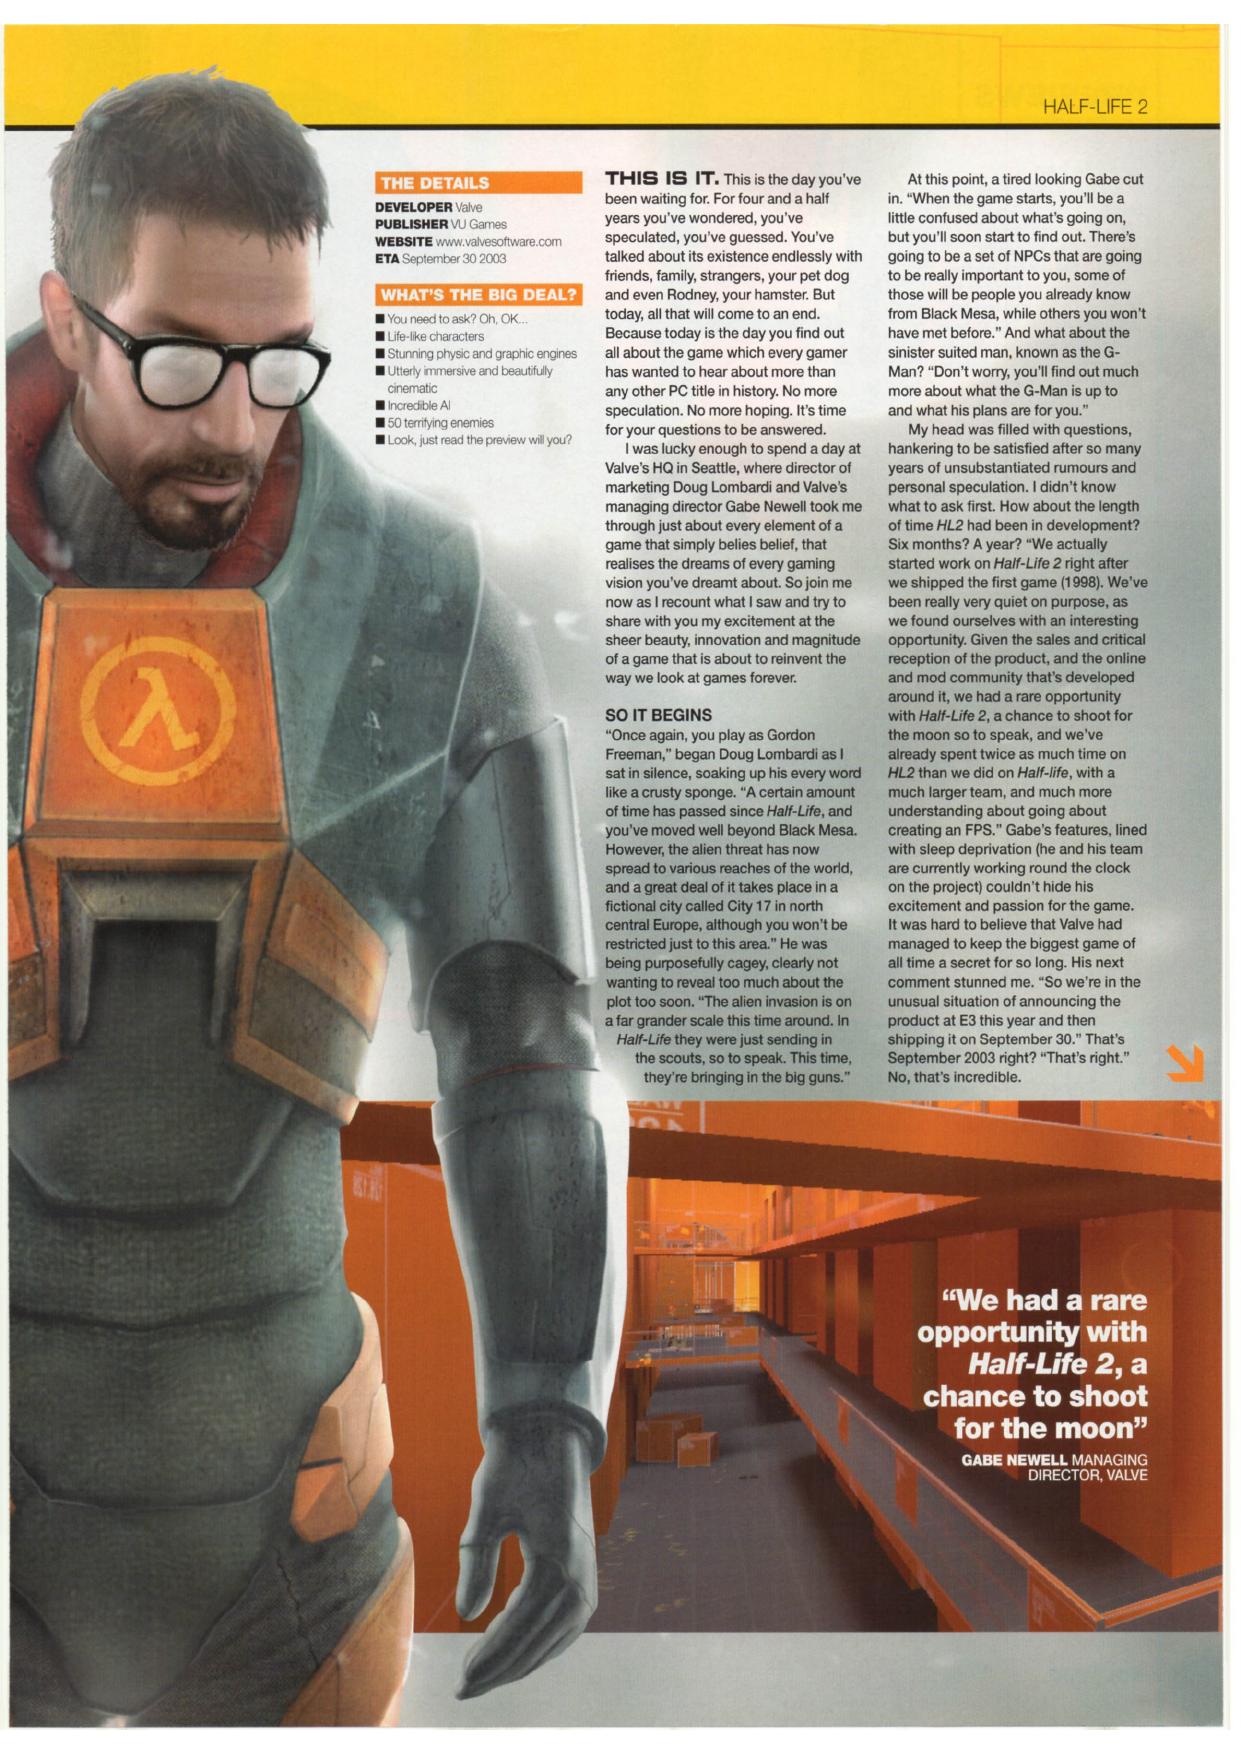 HALF-LIFE 2
THE DETAILS
DEVELOPER Valve
PUBLISHER VU Games
WEBSITE www.valvesoftware.com
ETA September 30 2003
WHAT'S THE BIG DEAL?
■ You need to ask? Oh, OK...
■ Life-like characters
■ Stunning physic and graphic engines
■ Utterly immersive and beautifully
cinematic
■ Incredible AI
■ 50 terrifying enemies
■ Look, just read the preview will you?
THIS IS IT. This is the day you've
been waiting for. For four and a half
years you've wondered, you've
speculated, you've guessed. You've
talked about its existence endlessly with
friends, family, strangers, your pet dog
and even Rodney, your hamster. But
today, all that will come to an end.
Because today is the day you find out
all about the game which every gamer
has wanted to hear about more than
any other PC title in history. No more
speculation. No more hoping. It's time
for your questions to be answered.
I was lucky enough to spend a day at
Valve's HQ in Seattle, where director of
marketing Doug Lombardi and Valve's
managing director Gabe Newell took me
through just about every element of a
game that simply belies belief, that
realises the dreams of every gaming
vision you've dreamt about. So join me
now as I recount what I saw and try to
share with you my excitement at the
sheer beauty, innovation and magnitude
of a game that is about to reinvent the
way we look at games forever.
SO IT BEGINS
"Once again, you play as Gordon
Freeman," began Doug Lombardi as I
sat in silence, soaking up his every word
like a crusty sponge. "A certain amount
of time has passed since Half-Life, and
you've moved well beyond Black Mesa.
However, the alien threat has now
spread to various reaches of the world,
and a great deal of it takes place in a
fictional city called City 17 in north
central Europe, although you won't be
restricted just to this area." He was
being purposefully cagey, clearly not
wanting to reveal too much about the
plot too soon. "The alien invasion is on
a far grander scale this time around. In
Half-Life they were just sending in
the scouts, so to speak. This time,
they're bringing in the big guns."
At this point, a tired looking Gabe cut
in. "When the game starts, you'll be a
little confused about what's going on,
but you'll soon start to find out. There's
going to be a set of NPCs that are going
to be really important to you, some of
those will be people you already know
from Black Mesa, while others you won't
have met before." And what about the
sinister suited man, known as the G-
Man? "Don't worry, you'll find out much
more about what the G-Man is up to
and what his plans are for you."
My head was filled with questions,
hankering to be satisfied after so many
years of unsubstantiated rumours and
personal speculation. I didn't know
what to ask first. How about the length
of time HL2 had been in development?
Six months? A year? "We actually
started work on Half-Life 2 right after
we shipped the first game (1998). We've
been really very quiet on purpose, as
we found ourselves with an interesting
opportunity. Given the sales and critical
reception of the product, and the online
and mod community that's developed
around it, we had a rare opportunity
with Half-Life 2, a chance to shoot for
the moon so to speak, and we've
already spent twice as much time on
HL2 than we did on Half-life, with a
much larger team, and much more
understanding about going about
creating an FPS." Gabe's features, lined
with sleep deprivation (he and his team
are currently working round the clock
on the project) couldn't hide his
excitement and passion for the game.
It was hard to believe that Valve had
managed to keep the biggest game of
all time a secret for so long. His next
comment stunned me. "So we're in the
unusual situation of announcing the
product at E3 this year and then
shipping it on September 30." That's
September 2003 right? "That's right."
No, that's incredible.
"We had a rare
opportunity with
Half-Life 2, a
chance to shoot
for the moon"
GABE NEWELL MANAGING
DIRECTOR, VALVE